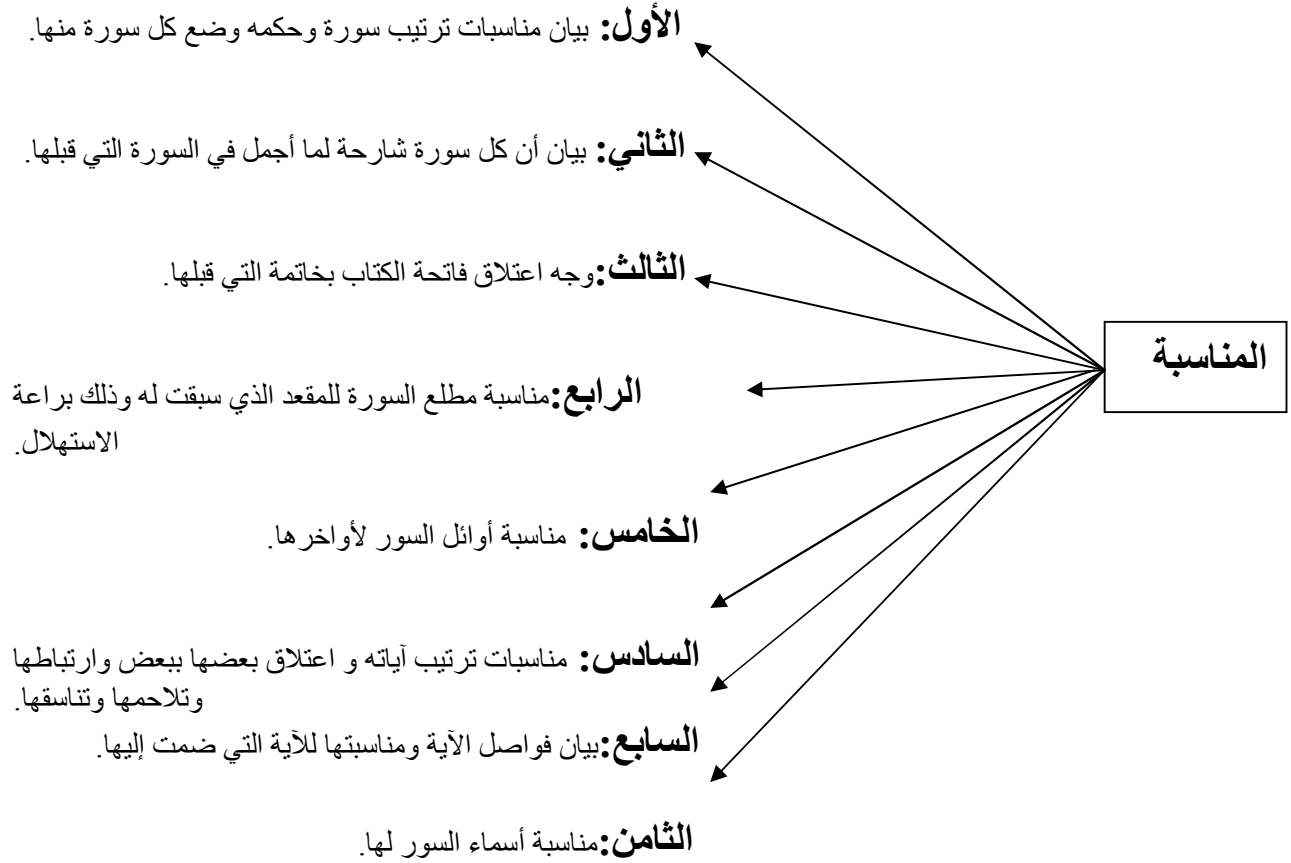 الأول: بيان مناسبات ترتيب سورة وحكمه وضع كل سورة منها.
الثاني: بيان أن كل سورة شارحة لما أجمل في السورة التي قبلها.
الثالث:وجه اعتلاق فاتحة الكتاب بخاتمة التي قبلها.
المناسبة
الرابع:مناسبة مطلع السورة للمقعد الذي سبقت له وذلك براعة
الاستهلال.
الخامس: مناسبة أوائل السور لأواخرها.
السادس: مناسبات ترتيب آياته و اعتلاق بعضها ببعض وارتباطها
وتلاحمها وتناسقها.
السابع:بيان فواصل الآية ومناسبتها للآية التي ضمت إليها.
الثامن:مناسبة أسماء السور لها.